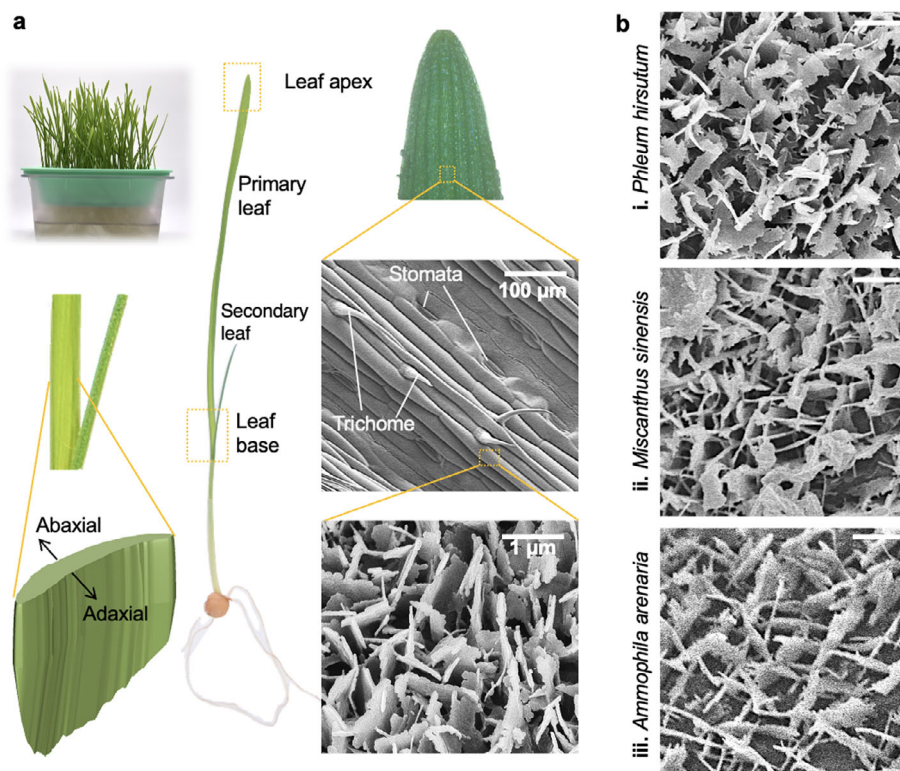 a
Leaf apex
Primary
leaf
Secondary
leaf
Leaf
base
Abaxial
Adaxial
Stomata
100 μm
Trichome
1 μm
b
i. Phleum hirsutum
ii. Miscanthus sinensis
iii. Ammophila arenaria